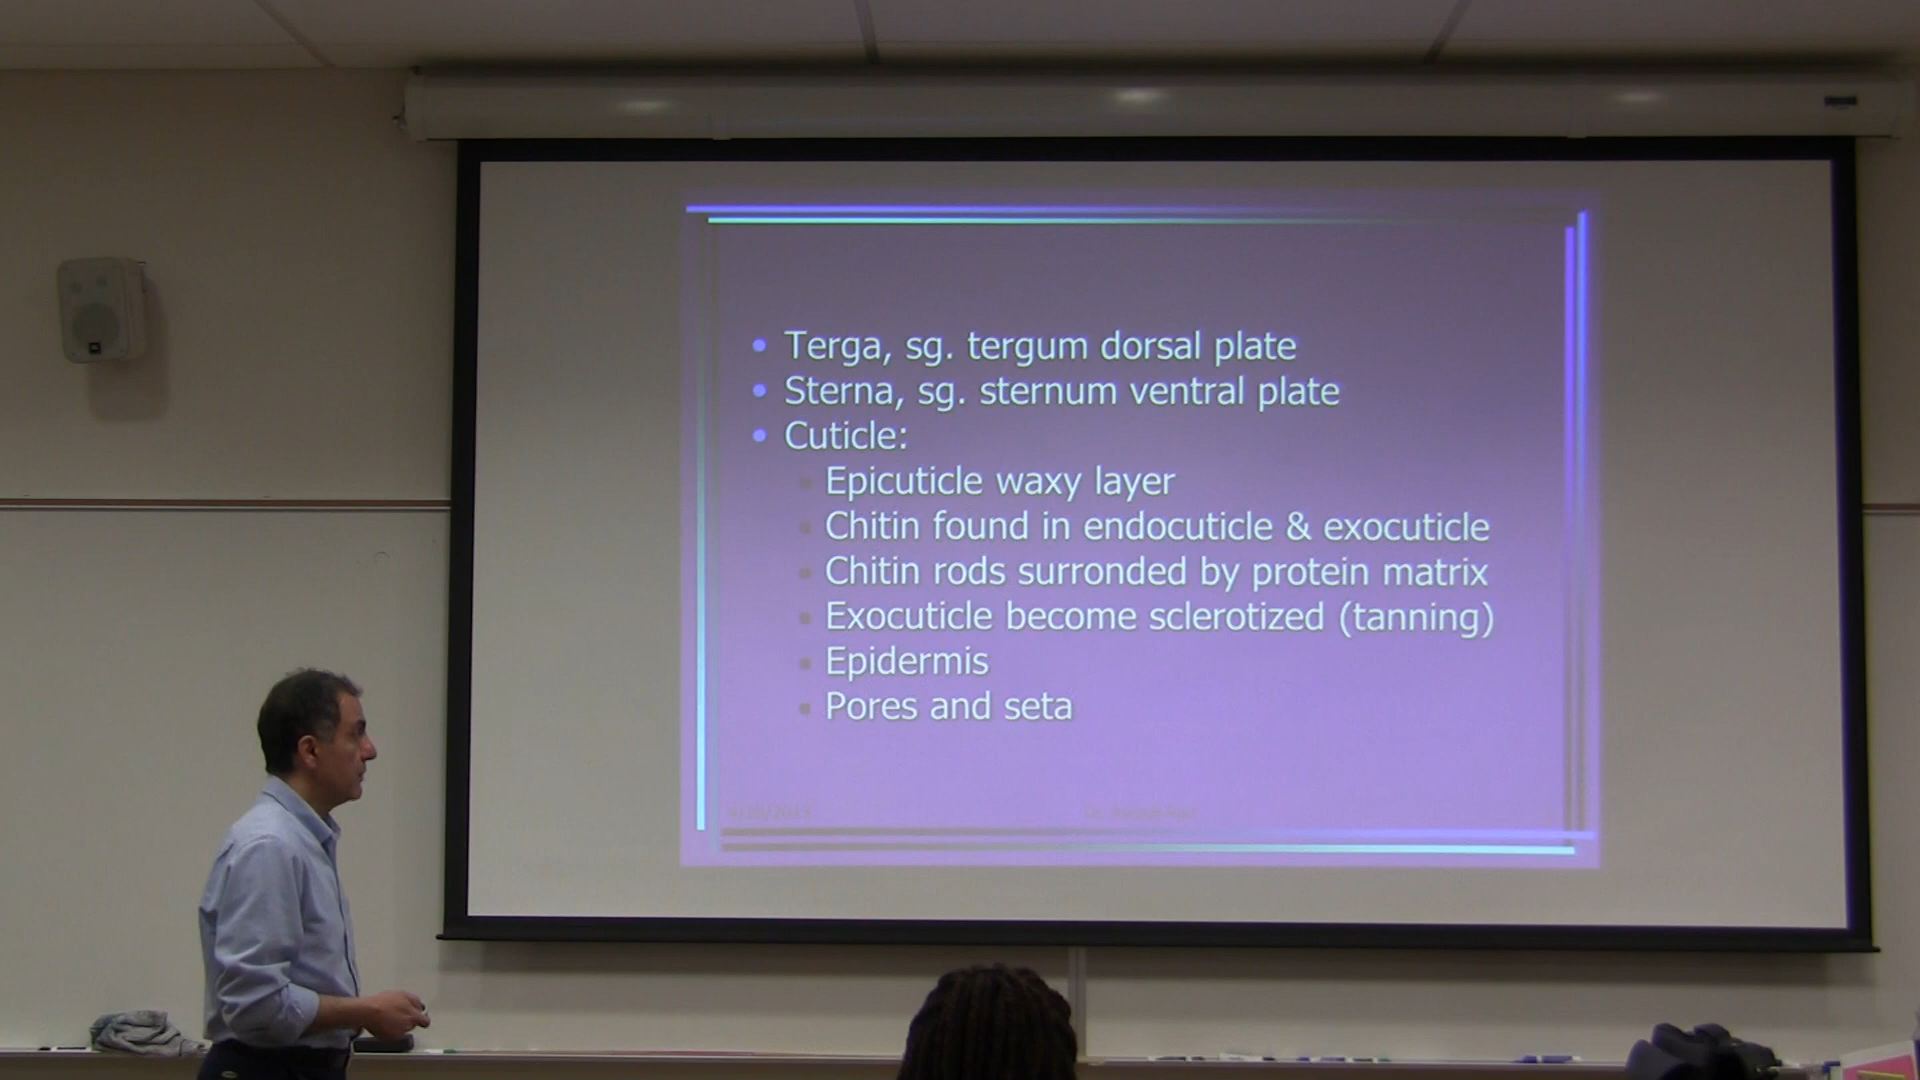 • Terga, sg. tergum dorsal plate
• Sterna, sg. sternum ventral plate
• Cuticle:
▪ Epicuticle waxy layer
▪ Chitin found in endocuticle & exocuticle
▪ Chitin rods surronded by protein matrix
▪ Exocuticle become sclerotized (tanning)
▪ Epidermis
▪ Pores and seta
Dr.